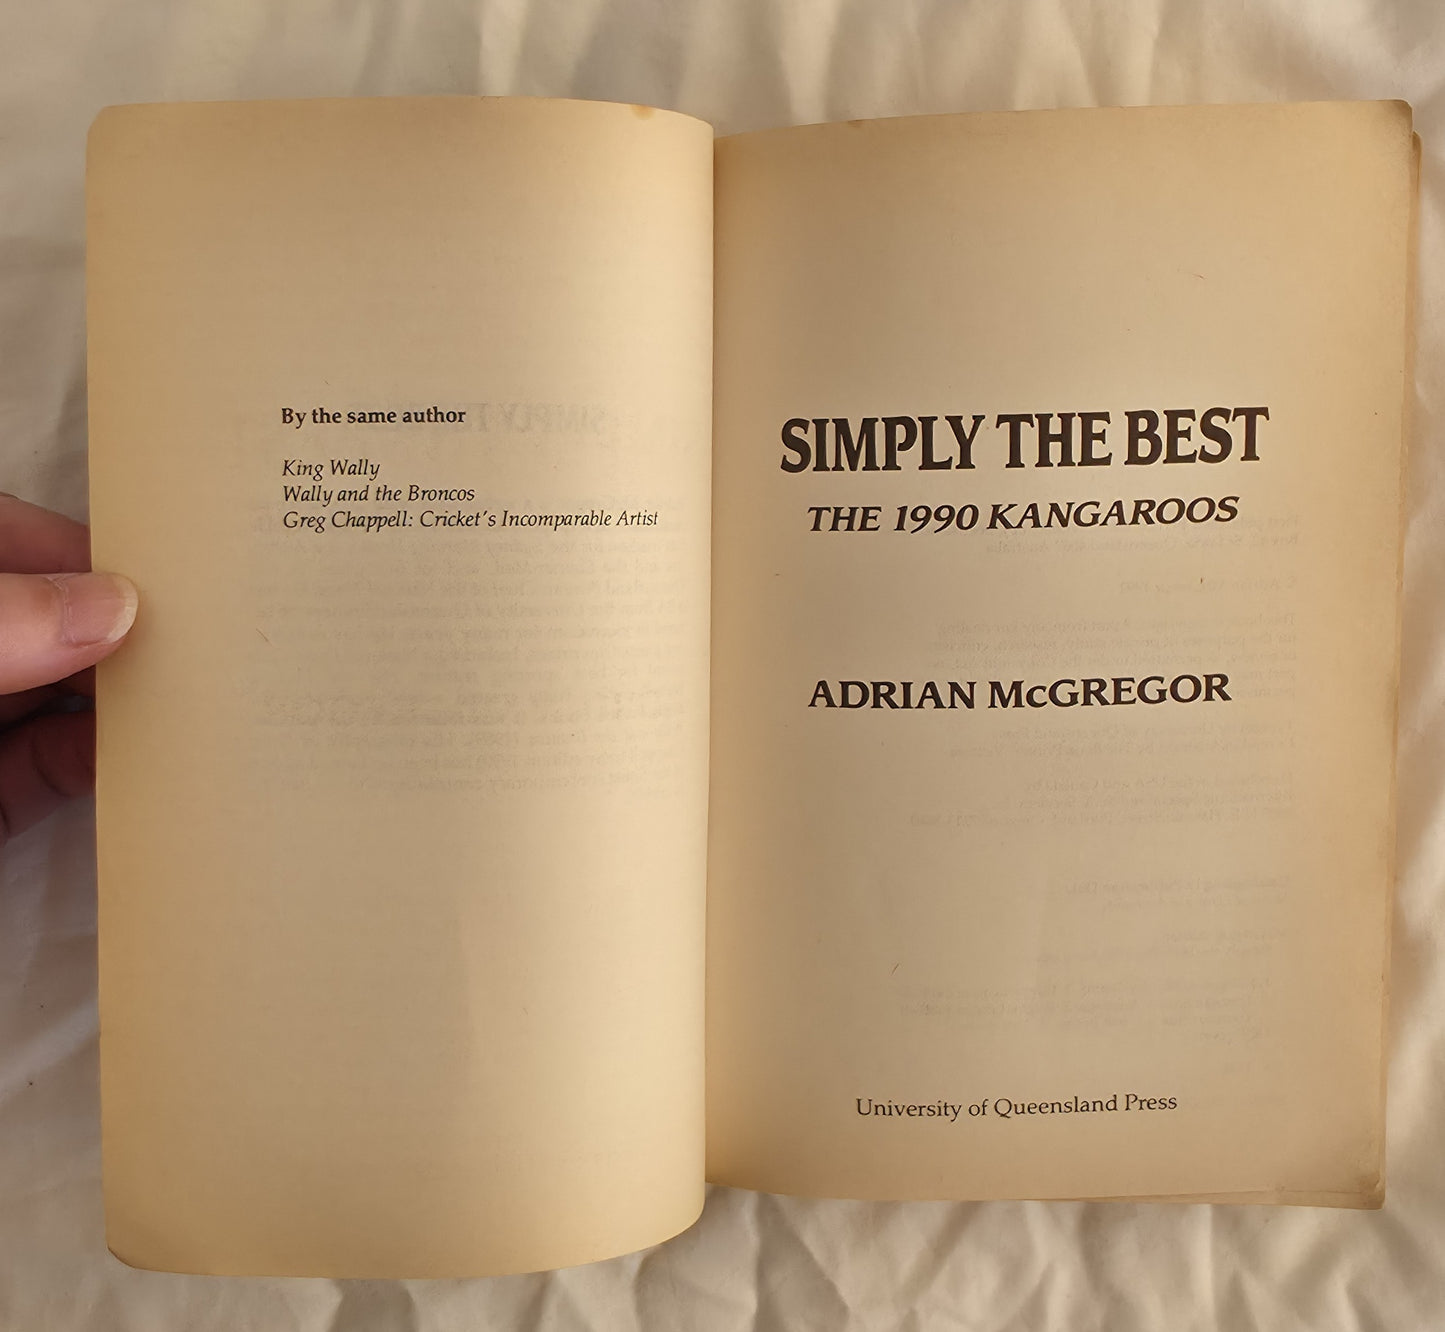 By the same author
King Wally
Wally and the Broncos
Greg Chappell: Cricket's Incomparable Artist
SIMPLY THE BEST
THE 1990 KANGAROOS
ADRIAN McGREGOR
University of Queensland Press